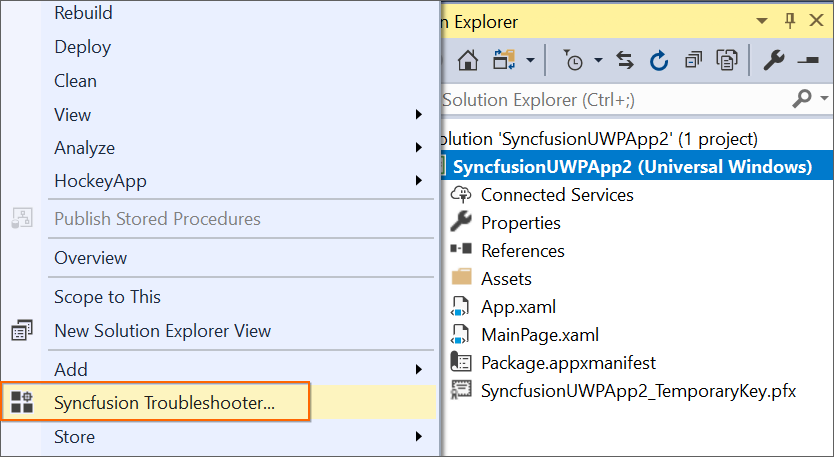 Rebuild
Deploy
Clean
View
Analyze
HockeyApp
Publish Stored Procedures
Overview
Scope to This
New Solution Explorer View
Add
Syncfusion Troubleshooter...
Store
n Explorer
Solution Explorer (Ctrl+;)
olution 'SyncfusionUWPApp2' (1 project)
SyncfusionUWPApp2 (Universal Windows)
Connected Services
Properties
References
Assets
App.xaml
MainPage.xaml
Package.appxmanifest
SyncfusionUWPApp2_TemporaryKey.pfx